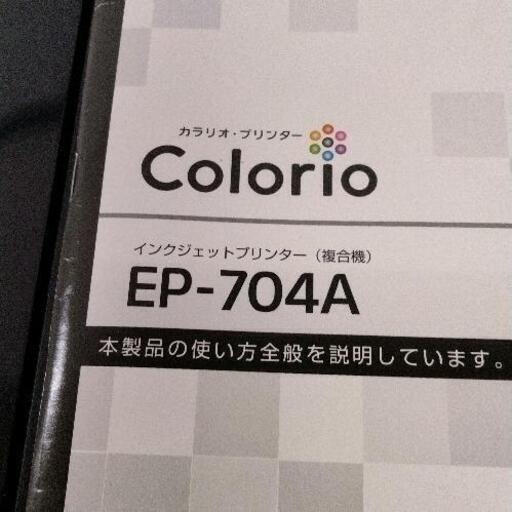 カラリオ・プリンター
Colorio
インクジェットプリンター（複合機）
EP-704A
本製品の使い方全般を説明しています。